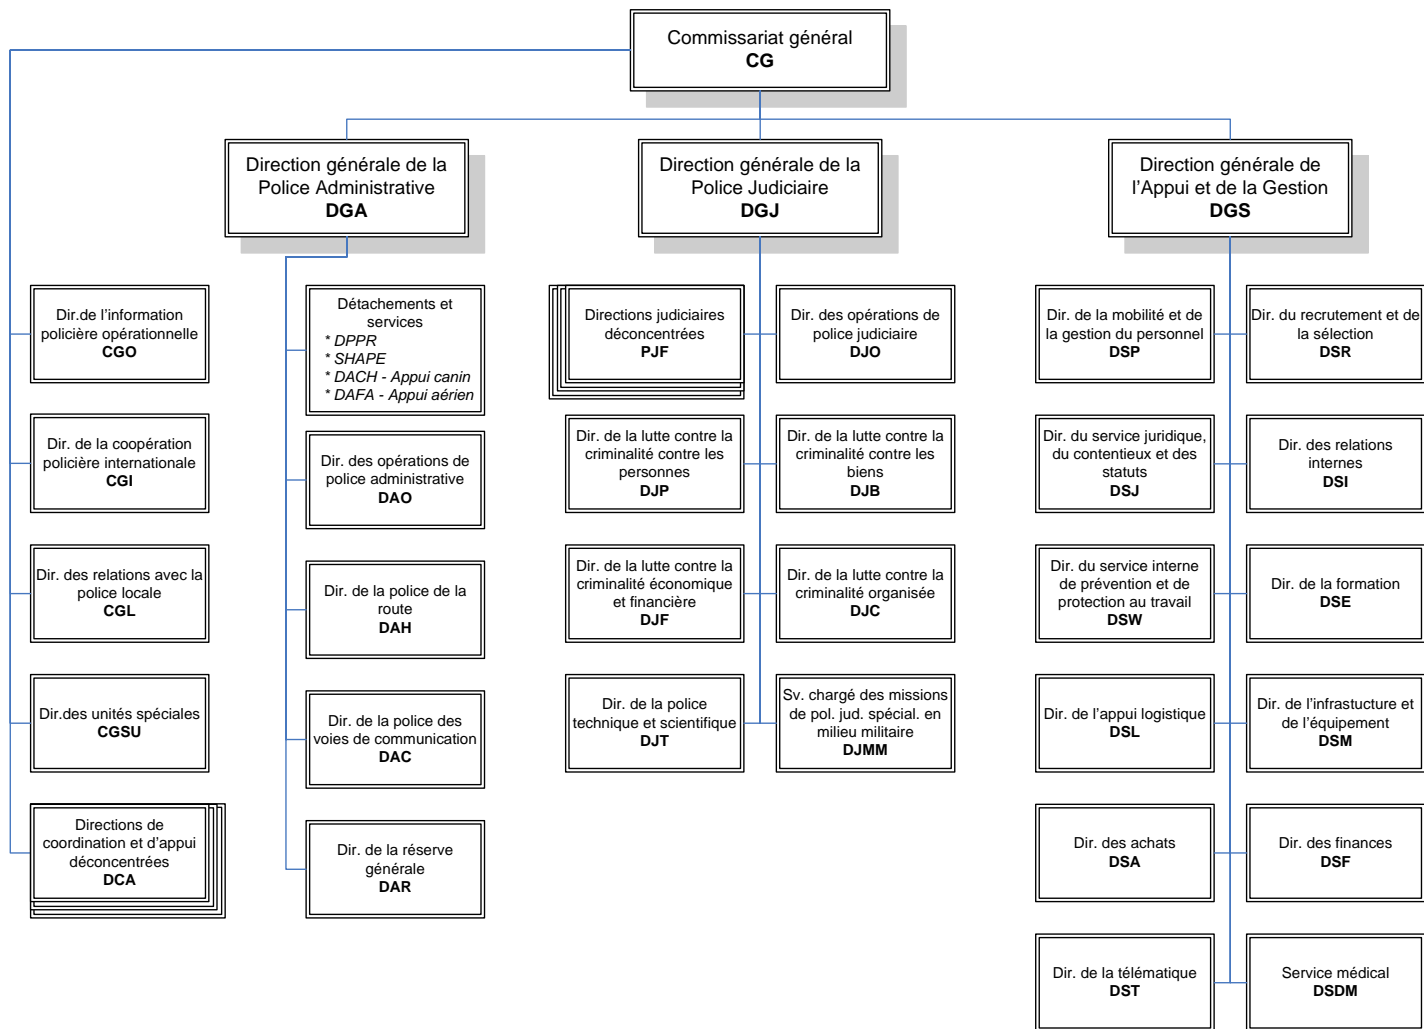 Commissariat général
CG
Direction générale de la
Police Administrative
DGA
Direction générale de la
Police Judiciaire
DGJ
Direction générale de
l’Appui et de la Gestion
DGS
Dir.de l’information
policière opérationnelle
CGO
Dir. de la coopération
policière internationale
CGI
Dir. des relations avec la
police locale
CGL
Dir.des unités spéciales
CGSU
Directions de
coordination et d’appui
déconcentrées
DCA
Détachements et
services
* DPPR
* SHAPE
* DACH - Appui canin
* DAFA - Appui aérien
Dir. des opérations de
police administrative
DAO
Dir. de la police de la
route
DAH
Dir. de la police des
voies de communication
DAC
Dir. de la réserve
générale
DAR
Directions judiciaires
déconcentrées
PJF
Dir. des opérations de
police judiciaire
DJO
Dir. de la lutte contre la
criminalité contre les
personnes
DJP
Dir. de la lutte contre la
criminalité contre les
biens
DJB
Dir. de la lutte contre la
criminalité économique
et financière
DJF
Dir. de la lutte contre la
criminalité organisée
DJC
Dir. de la police
technique et scientifique
DJT
Sv. chargé des missions
de pol. jud. spécial. en
milieu militaire
DJMM
Dir. de la mobilité et de
la gestion du personnel
DSP
Dir. du recrutement et de
la sélection
DSR
Dir. du service juridique,
du contentieux et des
statuts
DSJ
Dir. des relations
internes
DSI
Dir. du service interne
de prévention et de
protection au travail
DSW
Dir. de la formation
DSE
Dir. de l’appui logistique
DSL
Dir. de l’infrastucture et
de l’équipement
DSM
Dir. des achats
DSA
Dir. des finances
DSF
Dir. de la télématique
DST
Service médical
DSDM